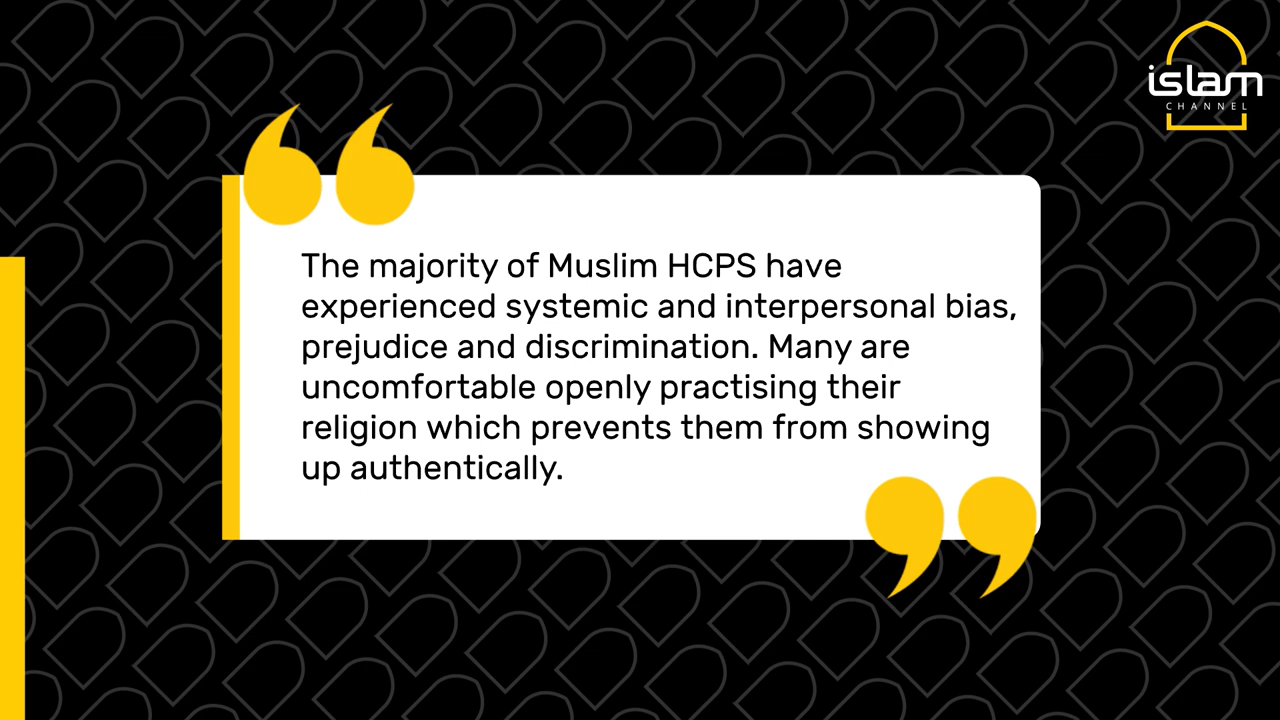 islam
CHANNEL
The majority of Muslim HCPS have
experienced systemic and interpersonal bias,
prejudice and discrimination. Many are
uncomfortable openly practising their
religion which prevents them from showing
up authentically.